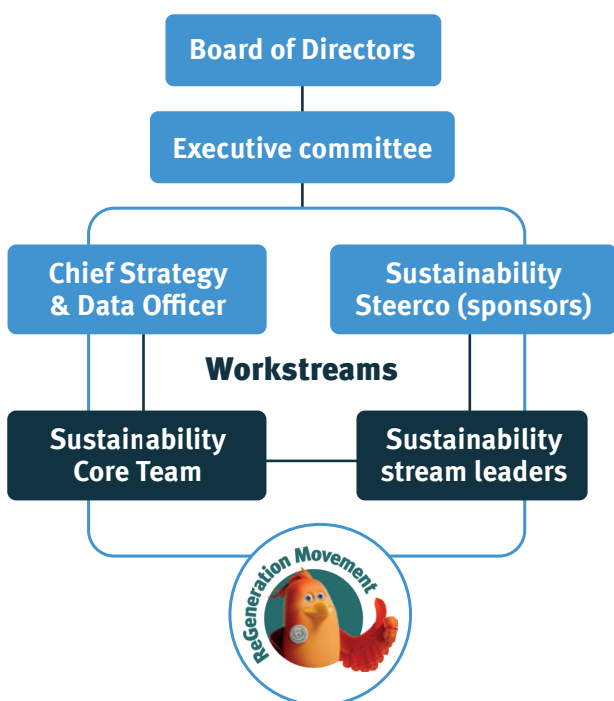 Board of Directors
Executive committee
Chief Strategy
& Data Officer
Sustainability
Steerco (sponsors)
Workstreams
Sustainability
Core Team
Sustainability
stream leaders
ReGeneration Movement